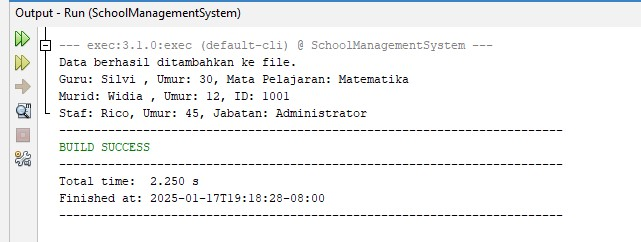 Output - Run (SchoolManagementSystem)
--- exec:3.1.0:exec (default-cli) @ SchoolManagementSystem ---
Data berhasil ditambahkan ke file.
Guru: Silvi , Umur: 30, Mata Pelajaran: Matematika
Murid: Widia , Umur: 12, ID: 1001
Staf: Rico, Umur: 45, Jabatan: Administrator
------------------------------------------------------------------------
BUILD SUCCESS
------------------------------------------------------------------------
Total time:  2.250 s
Finished at: 2025-01-17T19:18:28-08:00
------------------------------------------------------------------------